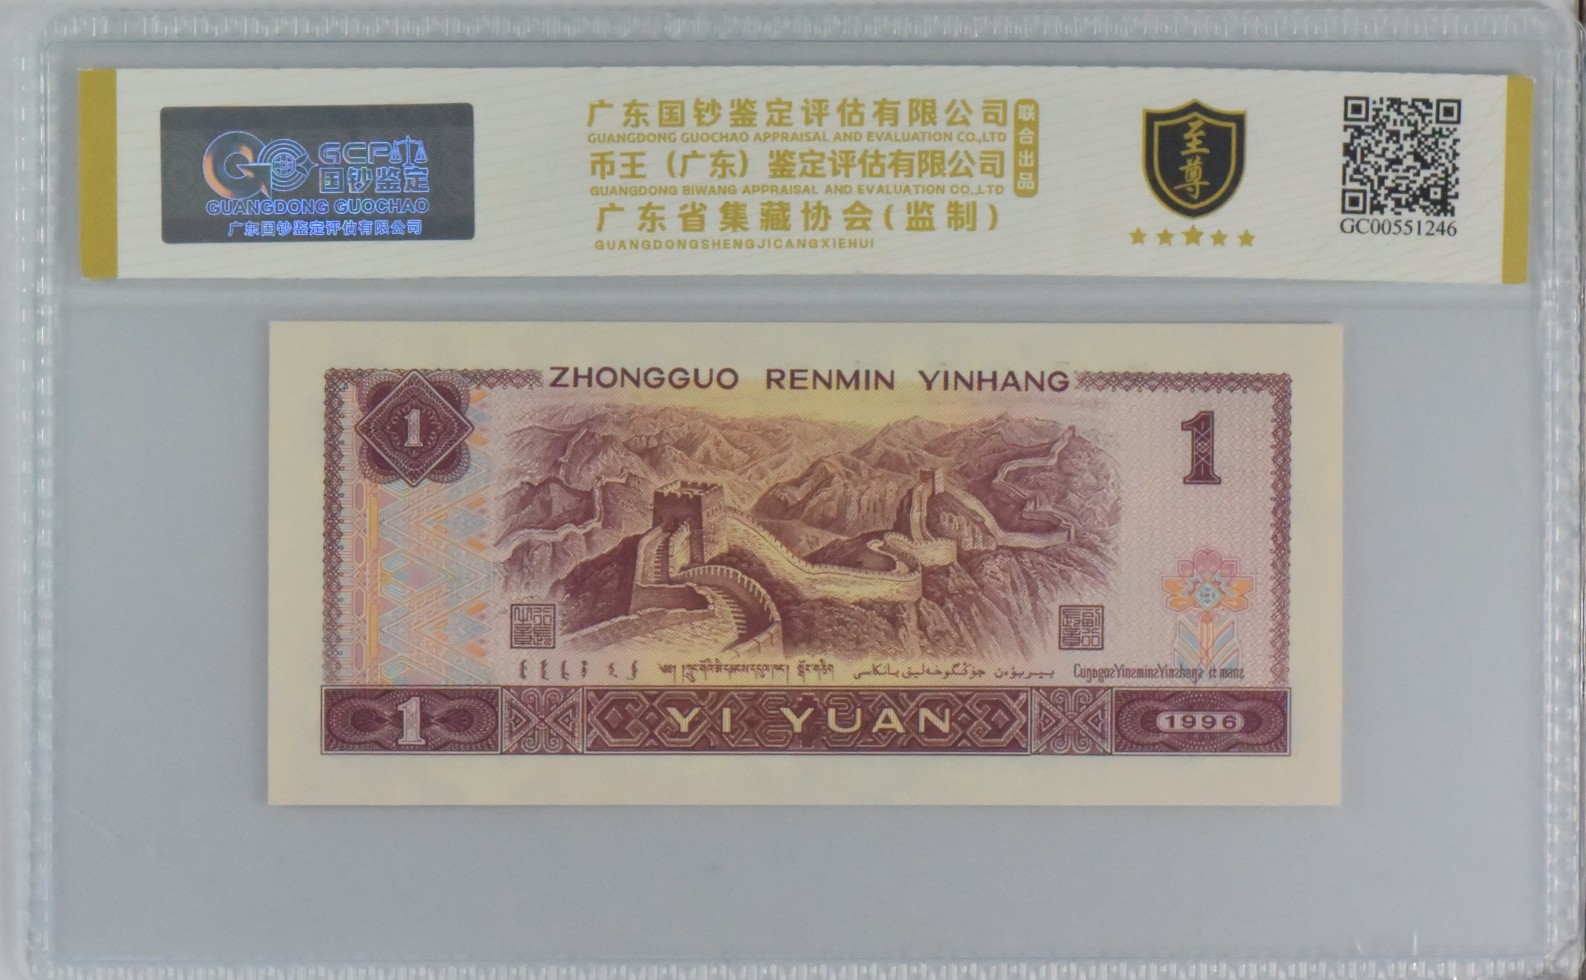 GCP
国钞鉴定
GUANGDONG GUOCHAO
广东国钞鉴定评估有限公司
广东国钞鉴定评估有限公司
GUANGDONG GUOCHAO APPRAISAL AND EVALUATION CO.,LTD
币王（广东）鉴定评估有限公司
GUANGDONG BIWANG APPRAISAL AND EVALUATION CO.,LTD
广东省集藏协会(监制)
GUANGDONGSHENGJICANGXIEHUI
联合出品
至尊
GC00551246
ZHONGGUO RENMIN YINHANG
1
1
1
YI YUAN
1996